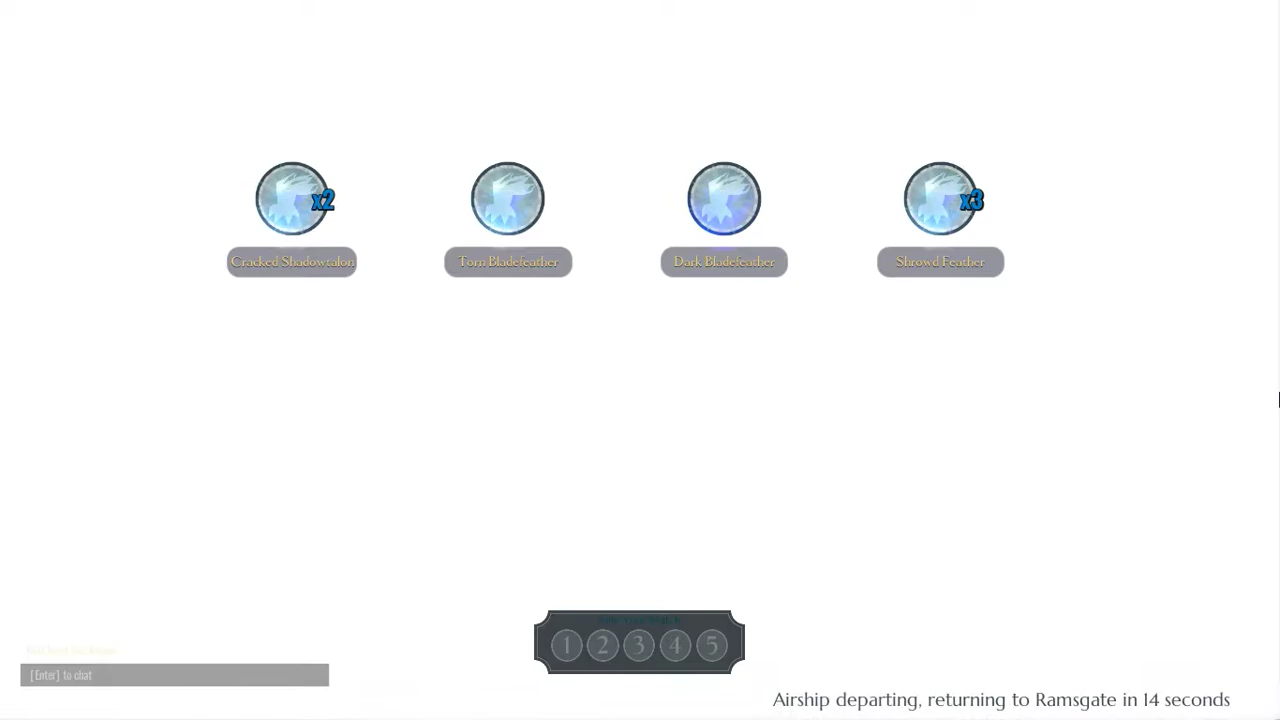 x2
x3
Cracked Shadowtalon
Torn Bladefeather
Dark Bladefeather
Shrowd Feather
1 2 3 4 5
[Enter] to chat
Airship departing, returning to Ramsgate in 14 seconds